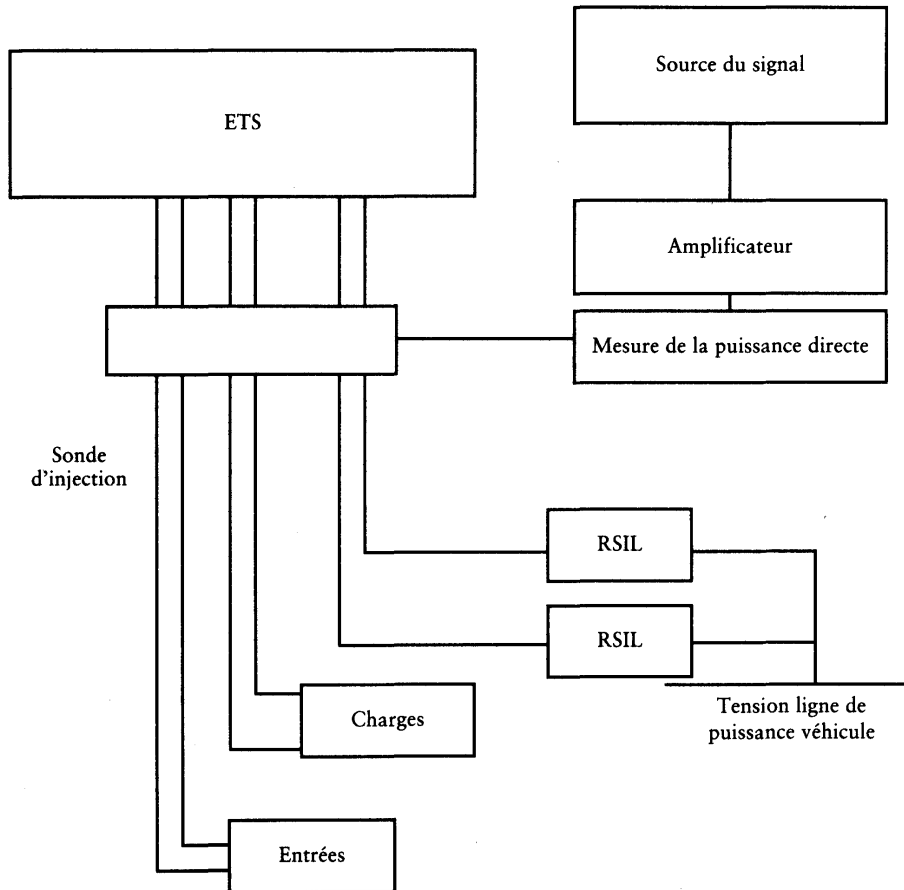 Source du signal
ETS
Amplificateur
Mesure de la puissance directe
Sonde
d'injection
RSIL
RSIL
Tension ligne de
puissance véhicule
Charges
Entrées